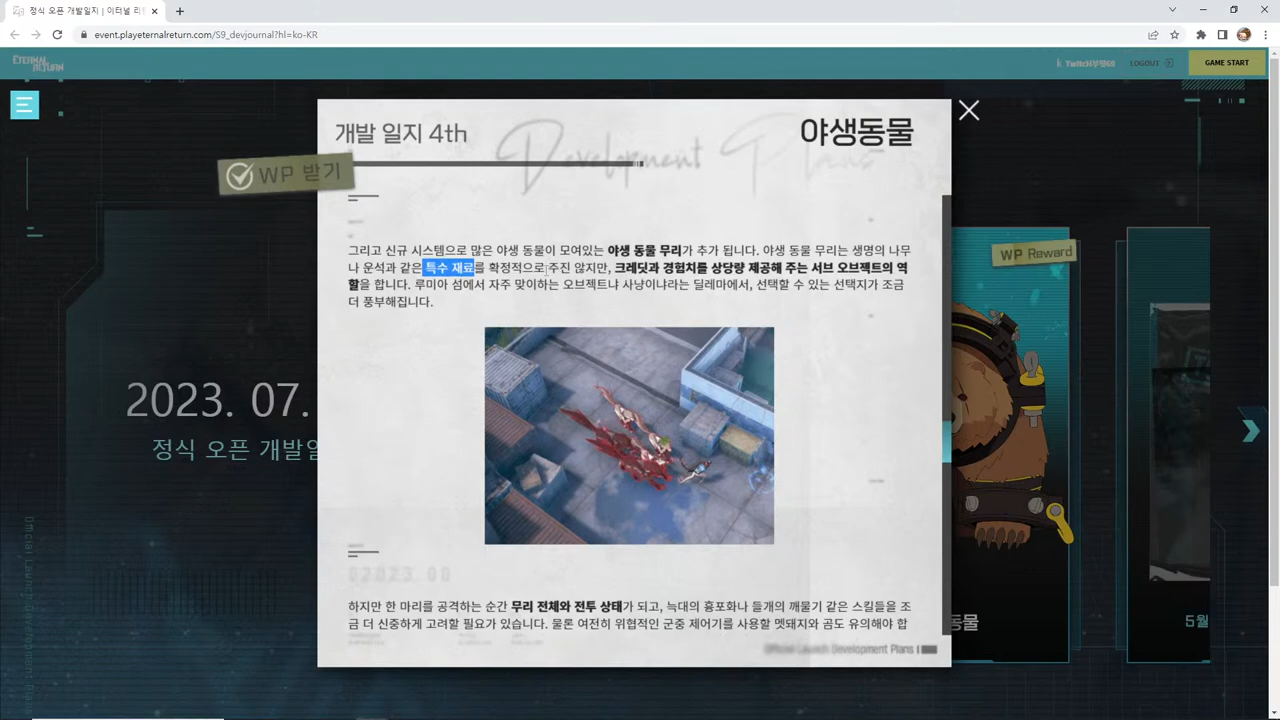 정식 오픈 개발일지 | 이터널 리턴
event.playeternalreturn.com/S9_devjournal?hl=ko-KR
ETERNAL RETURN
LOGOUT
GAME START
개발 일지 4th
Development Plans
야생동물
WP 받기
그리고 신규 시스템으로 많은 야생 동물이 모여있는 야생 동물 무리가 추가 됩니다. 야생 동물 무리는 생명의 나무
나 운석과 같은 특수 재료를 확정적으로 주진 않지만, 크레딧과 경험치를 상당량 제공해 주는 서브 오브젝트의 역
할을 합니다. 루미아 섬에서 자주 맞이하는 오브젝트냐 사냥이냐라는 딜레마에서, 선택할 수 있는 선택지가 조금
더 풍부해집니다.
WP Reward
2023. 07.
정식 오픈 개발일
하지만 한 마리를 공격하는 순간 무리 전체와 전투 상태가 되고, 늑대의 흉포화나 들개의 깨물기 같은 스킬들을 조
금 더 신중하게 고려할 필요가 있습니다. 물론 여전히 위협적인 군중 제어기를 사용할 멧돼지와 곰도 유의해야 합
동물
5월
Official Launch Development Plans